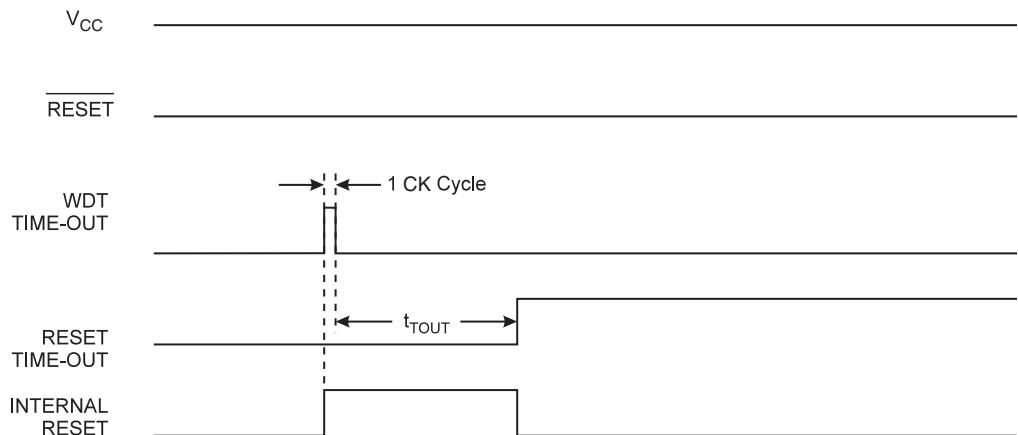 VCC
RESET
WDT
TIME-OUT
1 CK Cycle
RESET
TIME-OUT
tTOUT
INTERNAL
RESET